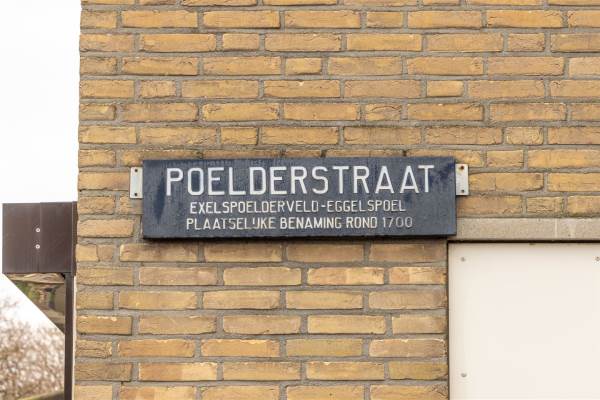 POELDERSTRAAT
EXELSPOELDERVELD-EGGELSPOEL
PLAATSELIJKE BENAMING ROND 1700